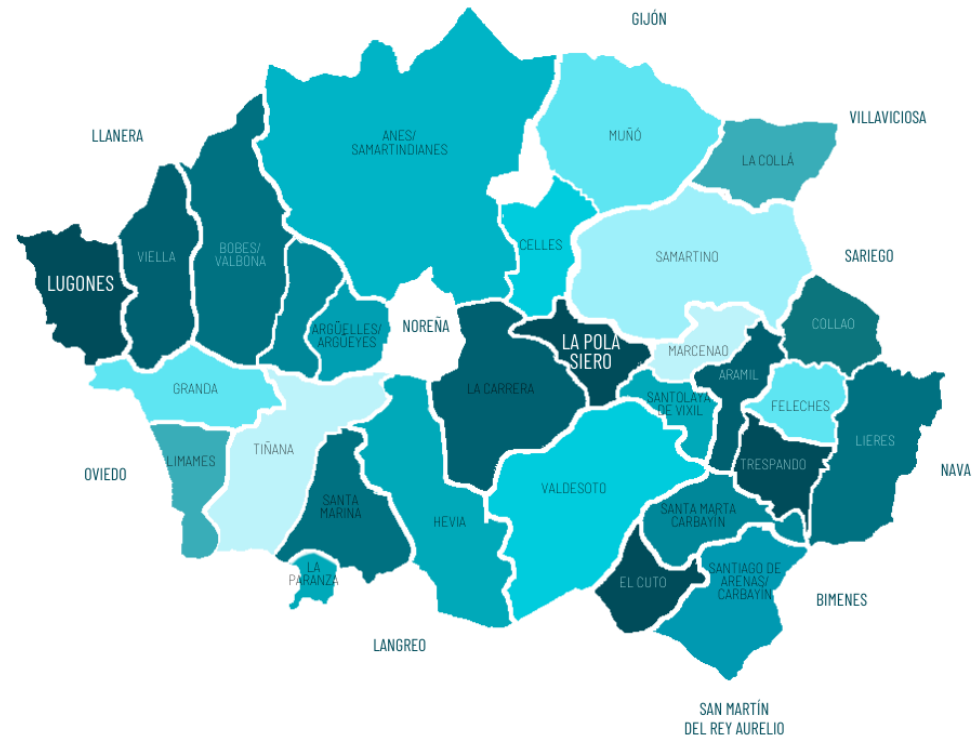 GIJÓN
VILLAVICIOSA
LLANERA
ANES/
SAMARTINDIANES
MUÑÓ
LA COLLÁ
CELLES
BOBES/
VALBONA
VIELLA
SAMARTINO
SARIEGO
LUGONES
NOREÑA
ARGÜELLES/
ARGÜEYES
LA POLA
SIERO
COLLAO
MARCENAO
GRANDA
LA CARRERA
ARAMIL
SANTOLAYA
DE VIXIL
FELECHES
TIÑANA
LIERES
LIMAMES
OVIEDO
TRESPANDO
NAVA
VALDESOTO
SANTA
MARINA
HEVIA
SANTA MARTA
CARBAYÍN
LA
PARANZA
EL CUTO
SANTIAGO DE
ARENAS/
CARBAYÍN
BIMENES
LANGREO
SAN MARTÍN
DEL REY AURELIO